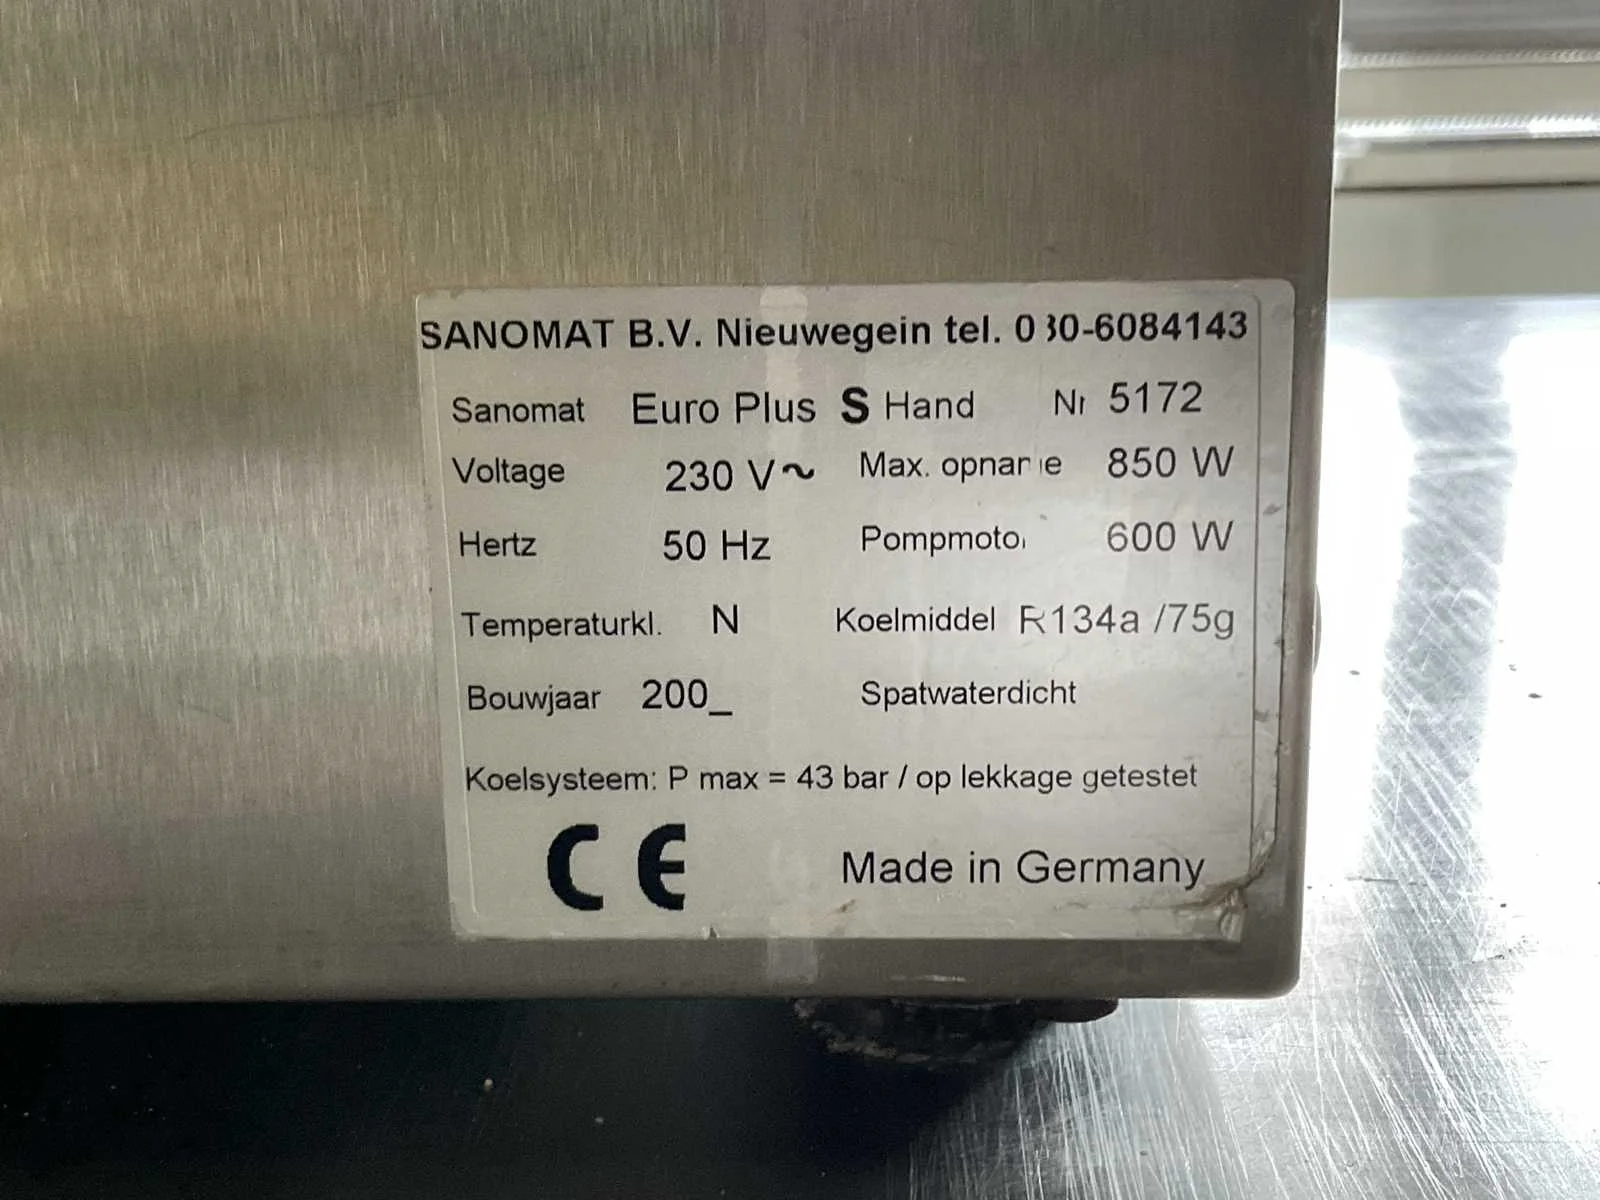 SANOMAT B.V. Nieuwegein tel. 030-6084143
Sanomat Euro Plus S Hand Nr 5172
Voltage 230 V~ Max. opname 850 W
Hertz 50 Hz Pompmotor 600 W
Temperaturkl. N Koelmiddel R134a /75g
Bouwjaar 200_ Spatwaterdicht
Koelsysteem: P max = 43 bar / op lekkage getestet
CE Made in Germany